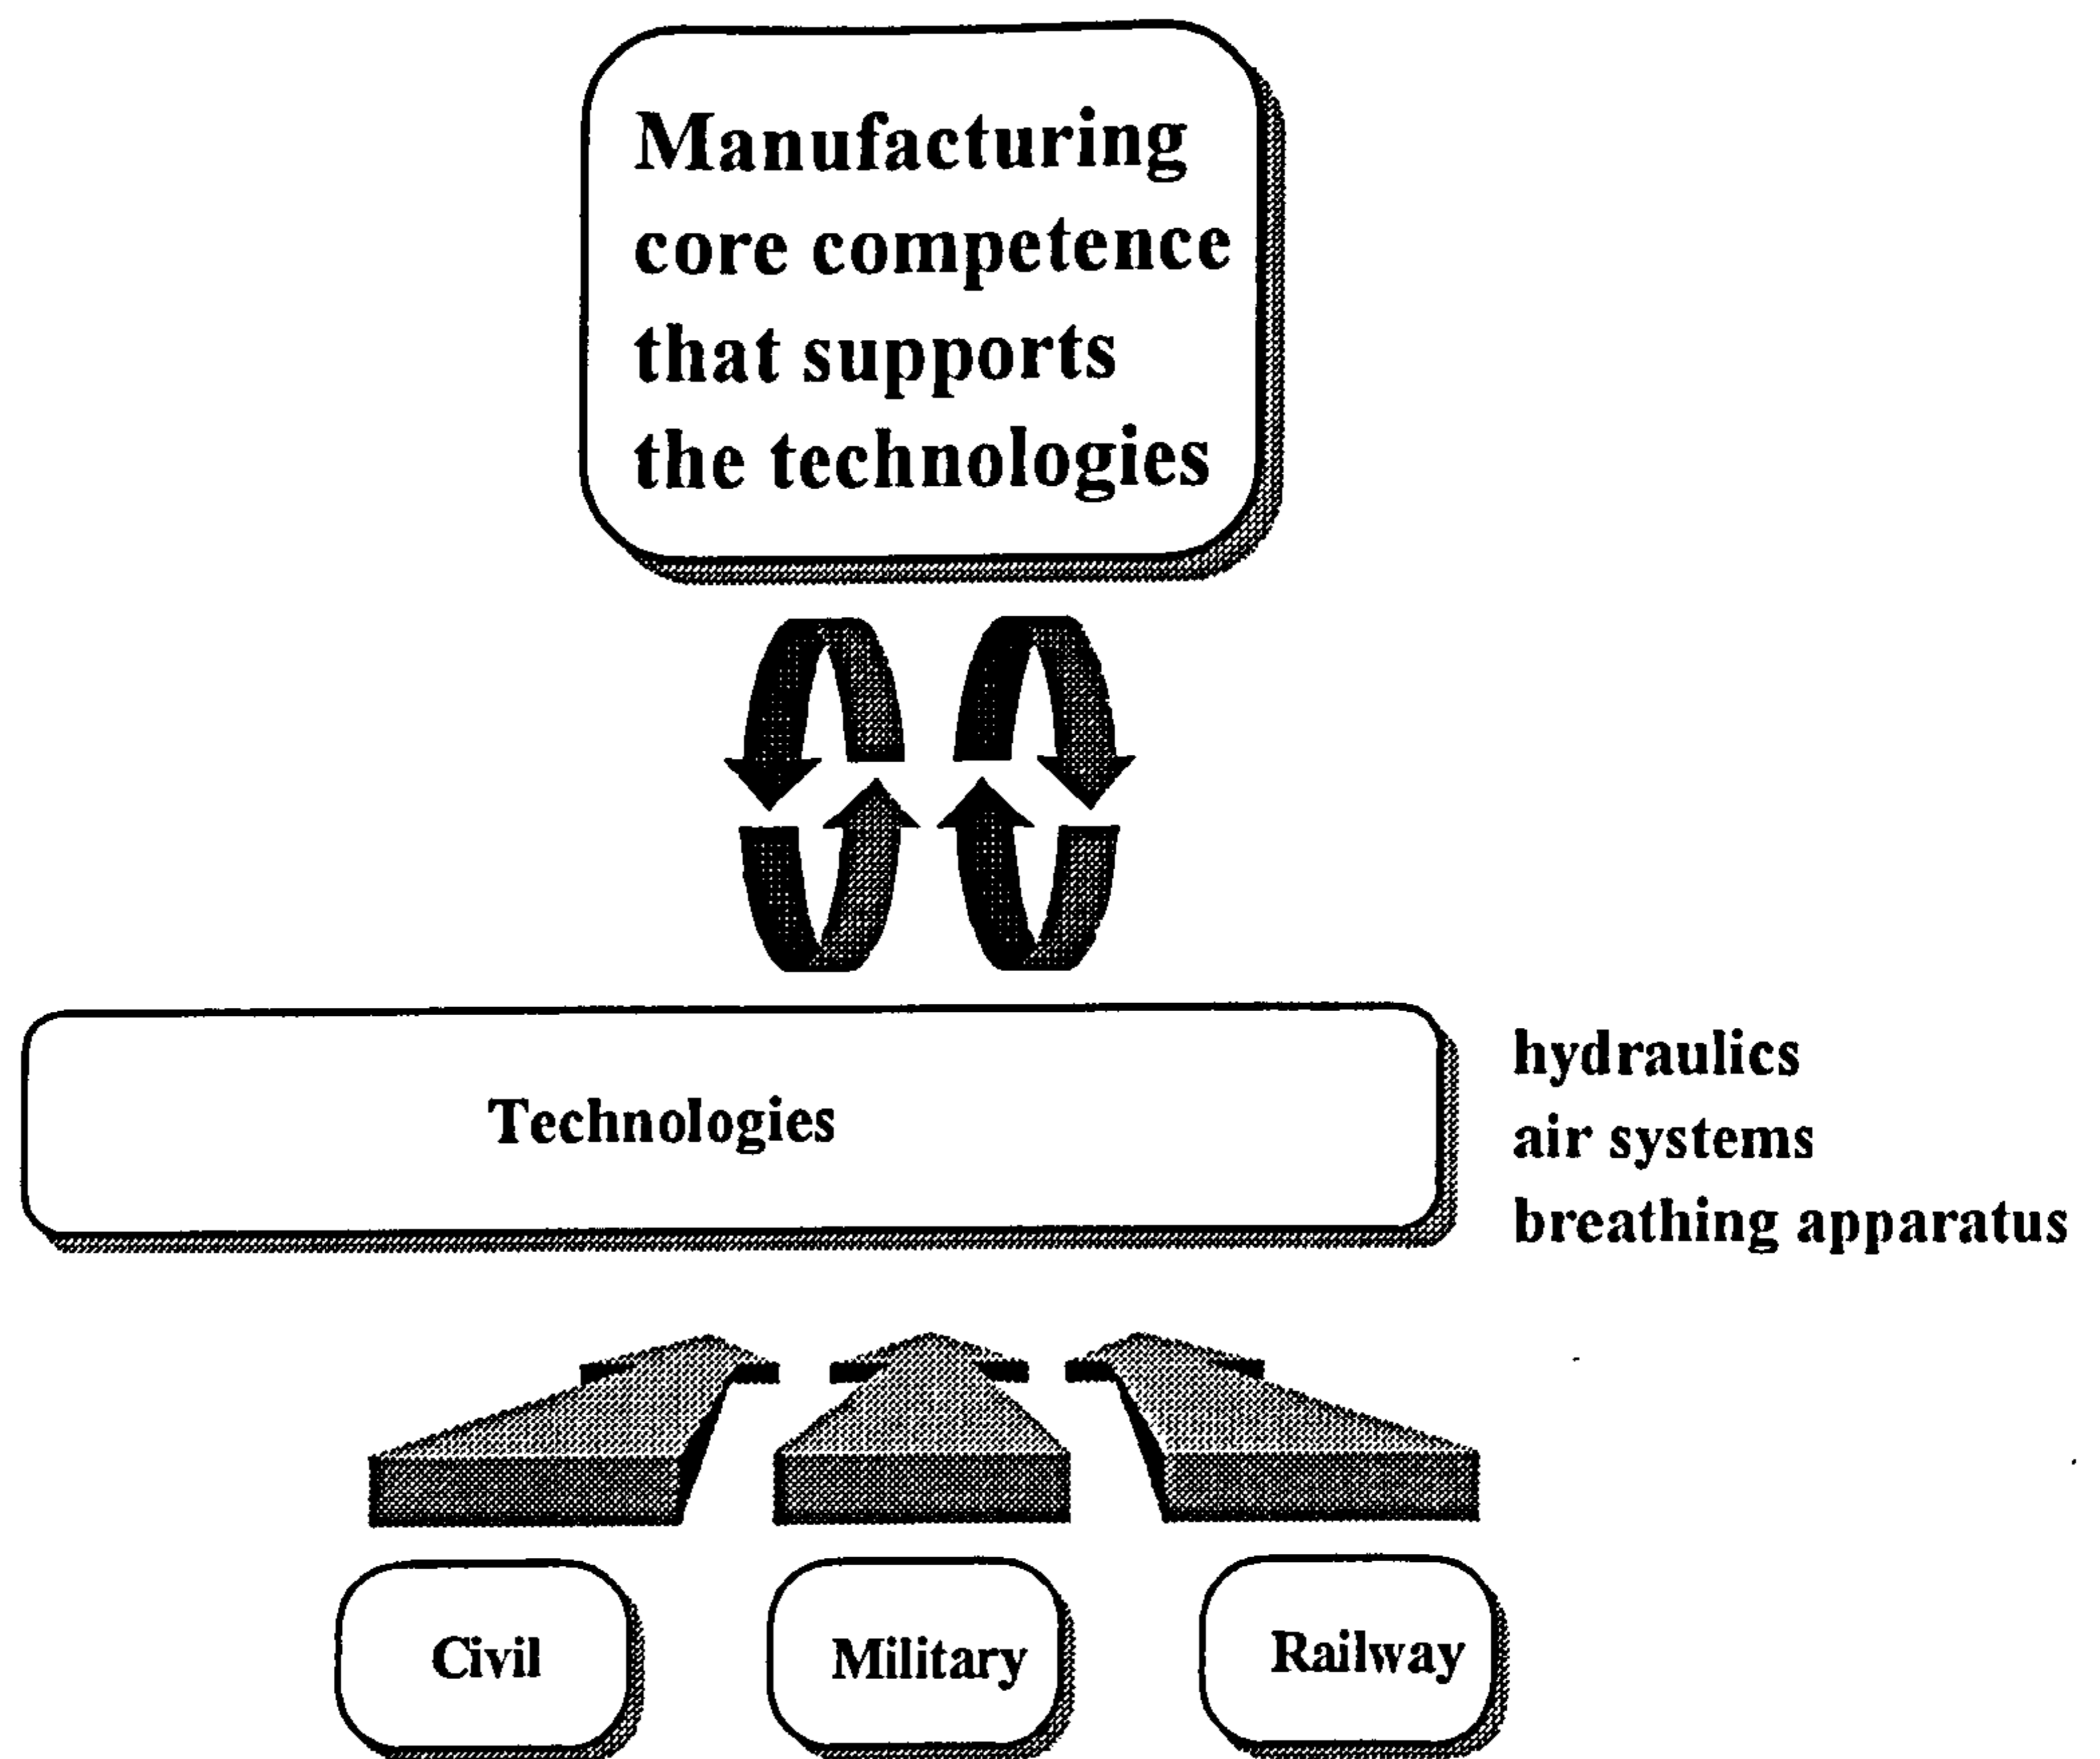 Manufacturing
core competence
that supports
the technologies
Technologies
hydraulics
air systems
breathing apparatus
Civil
Military
Railway